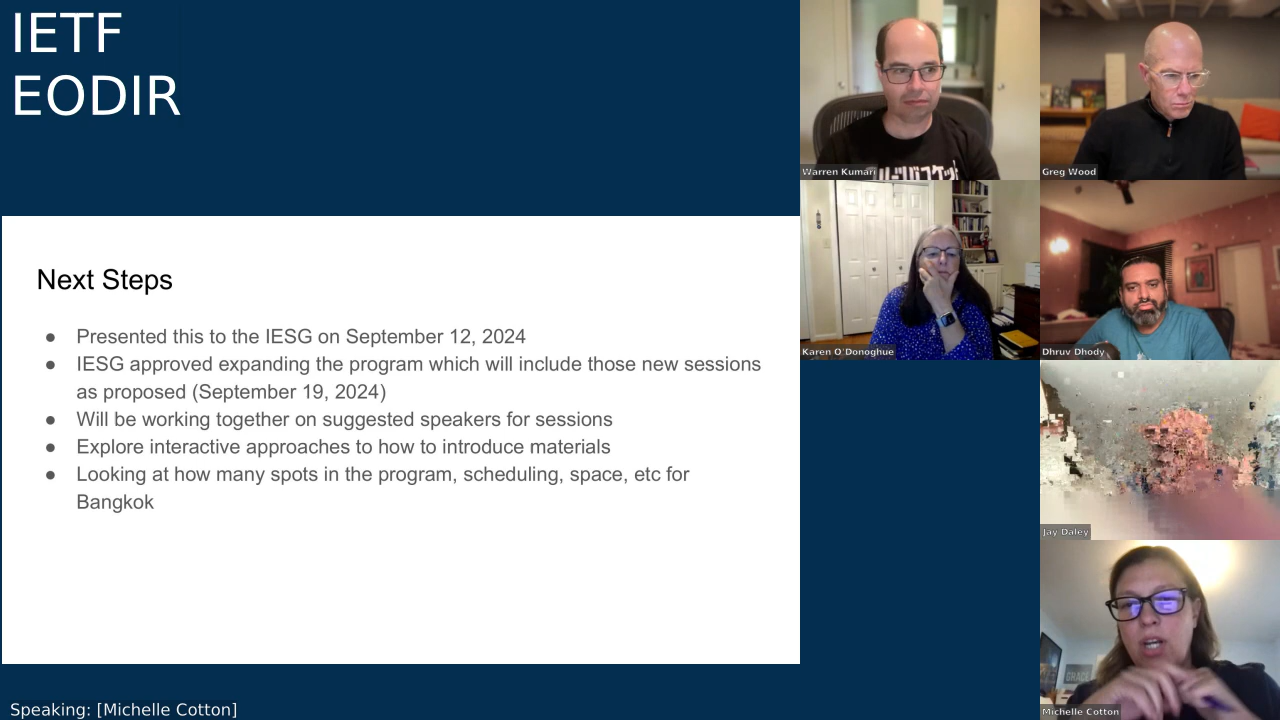 IETF
EODIR
Next Steps
● Presented this to the IESG on September 12, 2024
● IESG approved expanding the program which will include those new sessions
as proposed (September 19, 2024)
● Will be working together on suggested speakers for sessions
● Explore interactive approaches to how to introduce materials
● Looking at how many spots in the program, scheduling, space, etc for
Bangkok
Speaking: [Michelle Cotton]
Warren Kumari
Greg Wood
Karen O'Donoghue
Dhruv Dhody
Jay Daley
Michelle Cotton